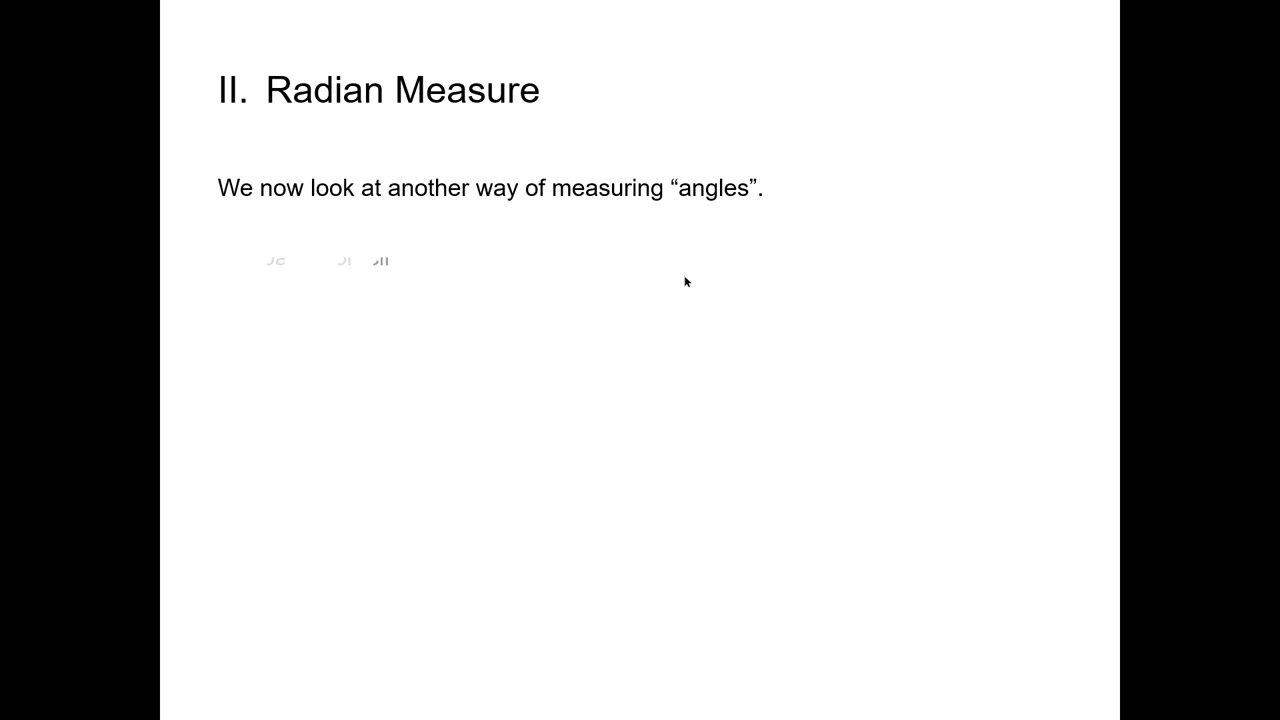 II. Radian Measure
We now look at another way of measuring “angles”.